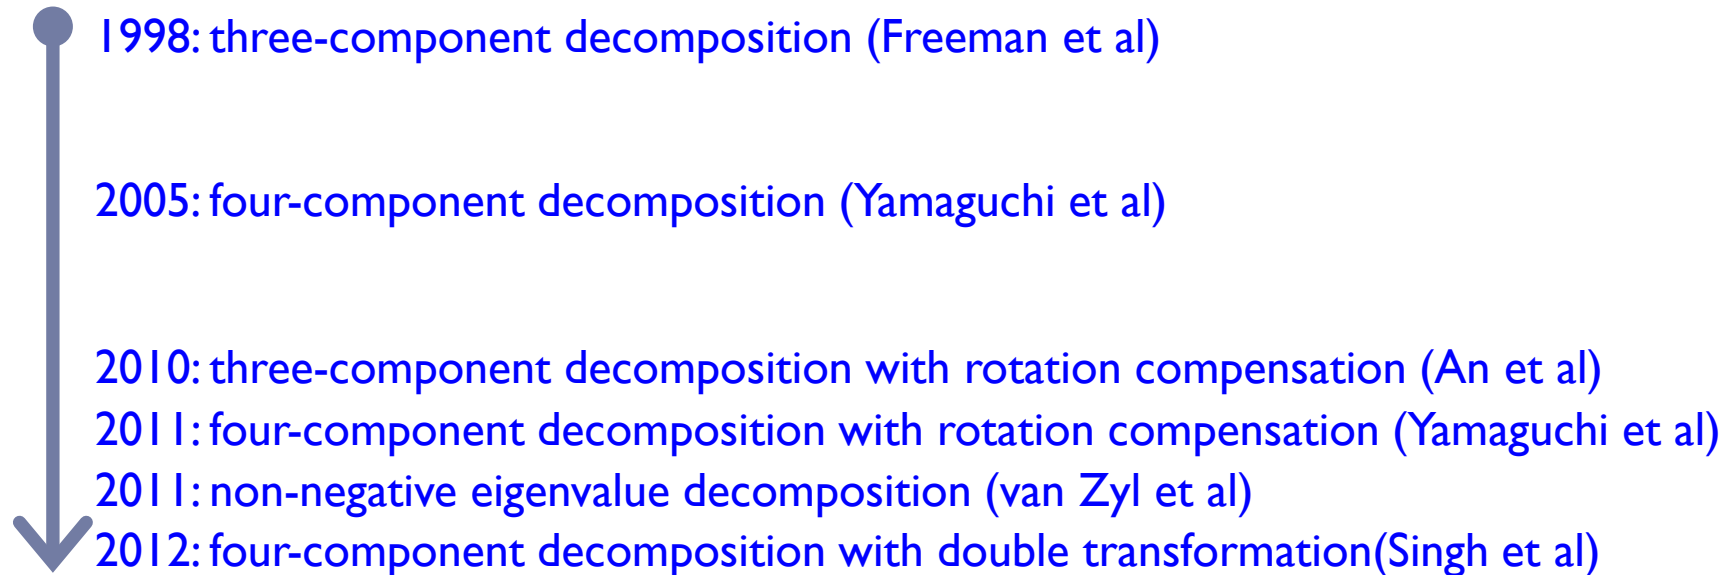 1998: three-component decomposition (Freeman et al)
2005: four-component decomposition (Yamaguchi et al)
2010: three-component decomposition with rotation compensation (An et al)
2011: four-component decomposition with rotation compensation (Yamaguchi et al)
2011: non-negative eigenvalue decomposition (van Zyl et al)
2012: four-component decomposition with double transformation(Singh et al)